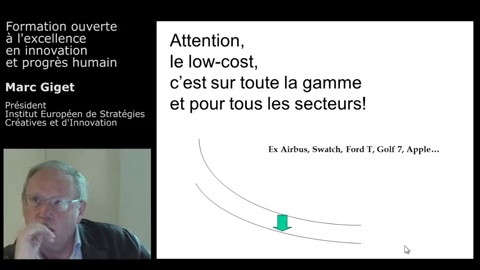 Formation ouverte
à l'excellence
en innovation
et progrès humain
Marc Giget
Président
Institut Européen de Stratégies
Créatives et d'Innovation
Attention,
le low-cost,
c'est sur toute la gamme
et pour tous les secteurs!
Ex Airbus, Swatch, Ford T, Golf 7, Apple…